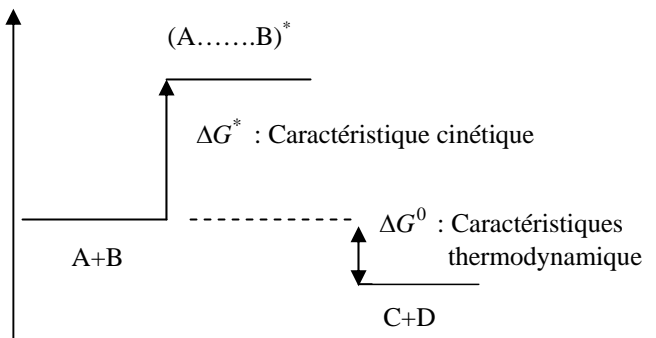 (A…….B)*
ΔG* : Caractéristique cinétique
ΔG⁰ : Caractéristiques
thermodynamique
A+B
C+D